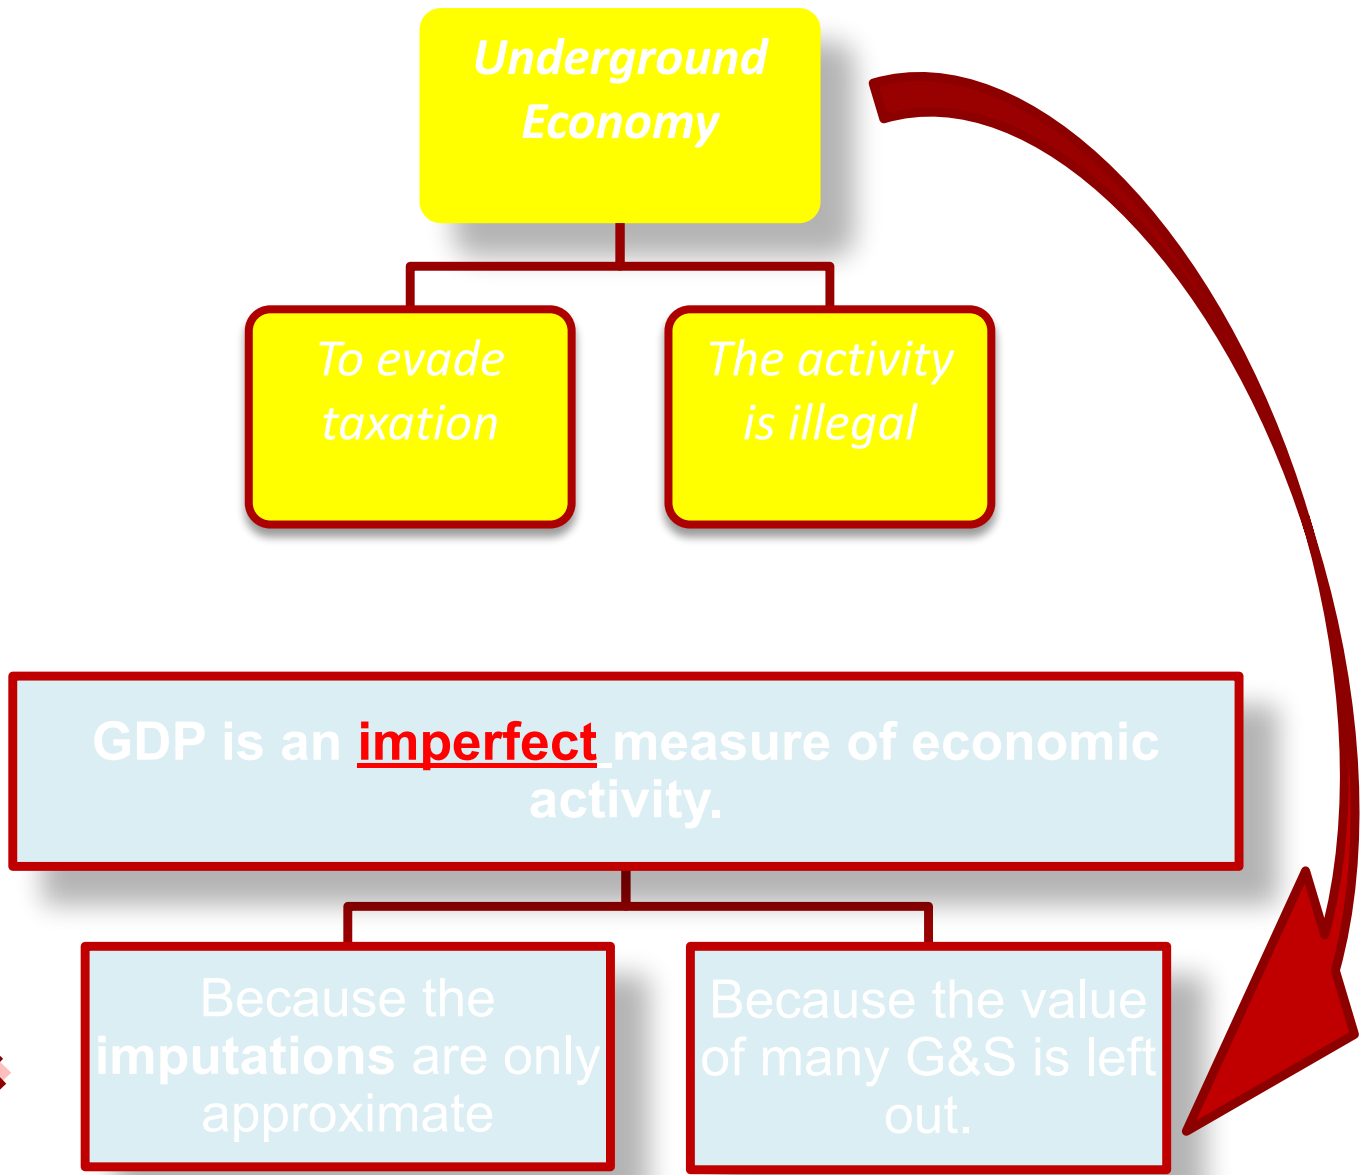 Underground
Economy
To evade
taxation
The activity
is illegal
GDP is an imperfect measure of economic
activity.
Because the
imputations are only
approximate
Because the value
of many G&S is left
out.